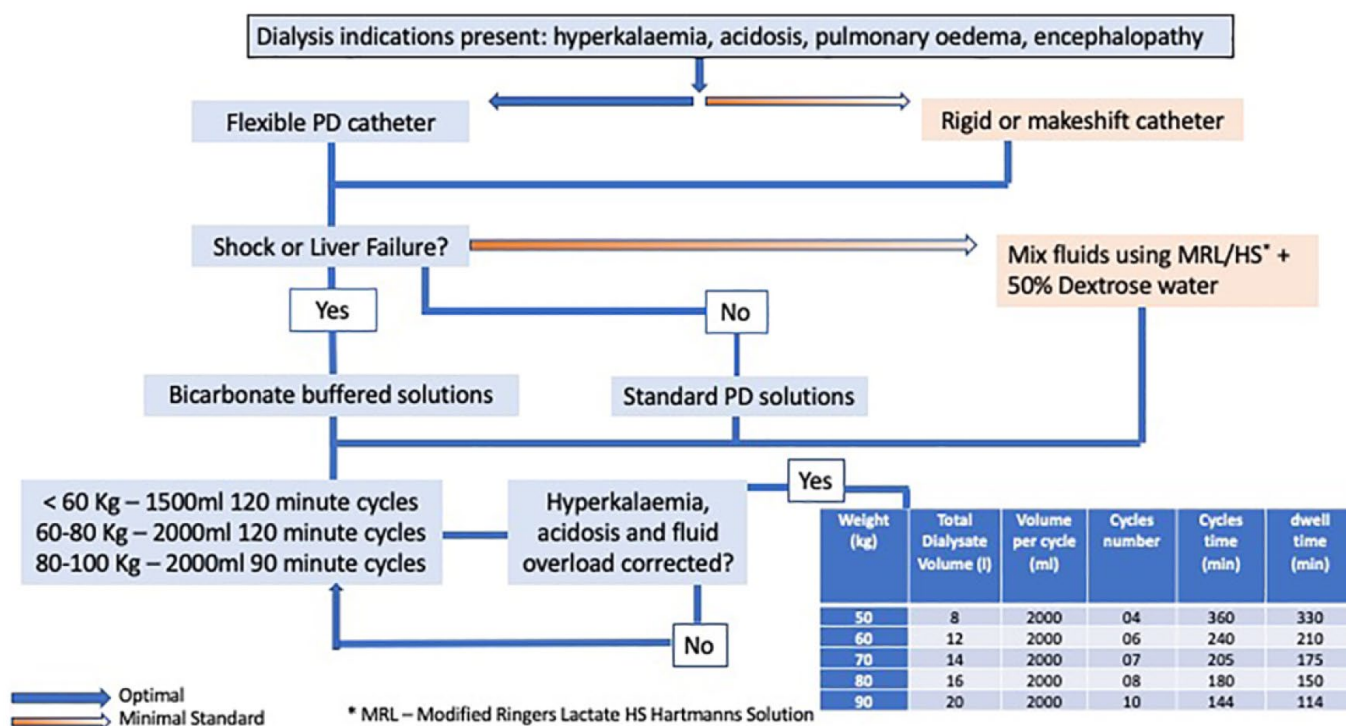 Dialysis indications present: hyperkalaemia, acidosis, pulmonary oedema, encephalopathy
Flexible PD catheter
Rigid or makeshift catheter
Shock or Liver Failure?
Mix fluids using MRL/HS* +
50% Dextrose water
Yes
No
Bicarbonate buffered solutions
Standard PD solutions
< 60 Kg – 1500ml 120 minute cycles
60-80 Kg – 2000ml 120 minute cycles
80-100 Kg – 2000ml 90 minute cycles
Hyperkalaemia,
acidosis and fluid
overload corrected?
Yes
No
Weight (kg) Total Dialysate Volume (l) Volume per cycle (ml) Cycles number Cycles time (min) dwell time (min)
50 8 2000 04 360 330
60 12 2000 06 240 210
70 14 2000 07 205 175
80 16 2000 08 180 150
90 20 2000 10 144 114
Optimal
Minimal Standard
* MRL – Modified Ringers Lactate HS Hartmanns Solution